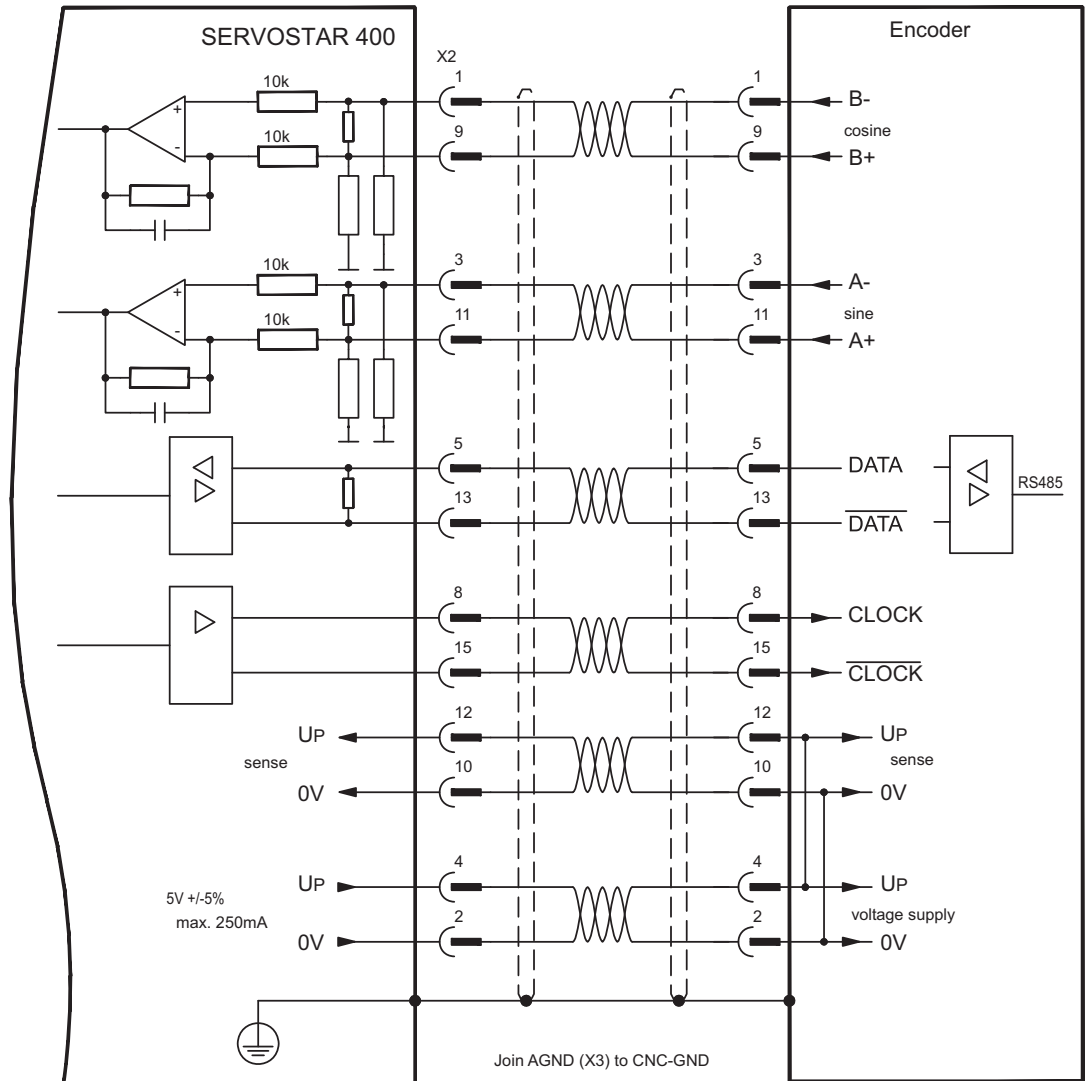 SERVOSTAR 400
Encoder
X2
10k
1
1
B-
cosine
10k
9
9
B+
10k
3
3
A-
sine
10k
11
11
A+
5
5
DATA
RS485
13
13
DATA
8
8
CLOCK
15
15
CLOCK
UP
12
12
UP
sense
sense
0V
10
10
0V
5V +/-5%
UP
4
4
UP
max. 250mA
voltage supply
0V
2
2
0V
Join AGND (X3) to CNC-GND